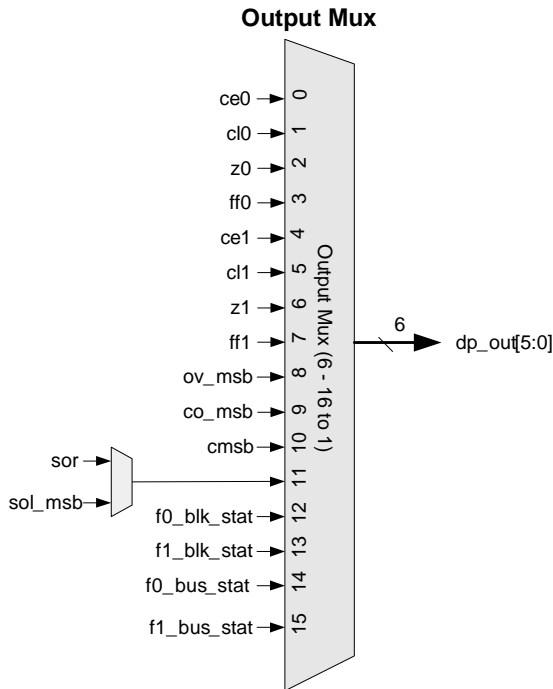 Output Mux
ce0
0
cl0
1
z0
2
ff0
3
ce1
4
cl1
5
z1
6
ff1
7
ov_msb
8
co_msb
9
cmsb
10
sor
sol_msb
11
f0_blk_stat
12
f1_blk_stat
13
f0_bus_stat
14
f1_bus_stat
15
Output Mux (6 - 16 to 1)
6
dp_out[5:0]